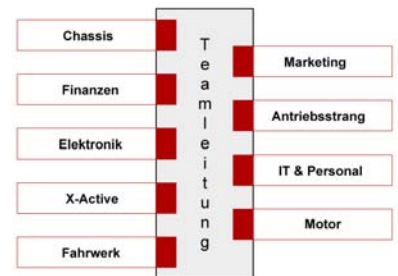 Chassis
Finanzen
Elektronik
X-Active
Fahrwerk
Teamleitung
Marketing
Antriebsstrang
IT & Personal
Motor